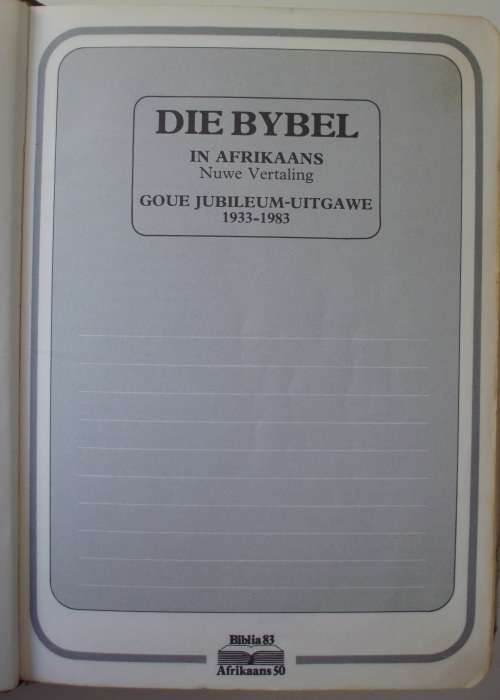 DIE BYBEL
IN AFRIKAANS
Nuwe Vertaling
GOUE JUBILEUM-UITGAWE
1933-1983
Biblia 83
Afrikaans 50